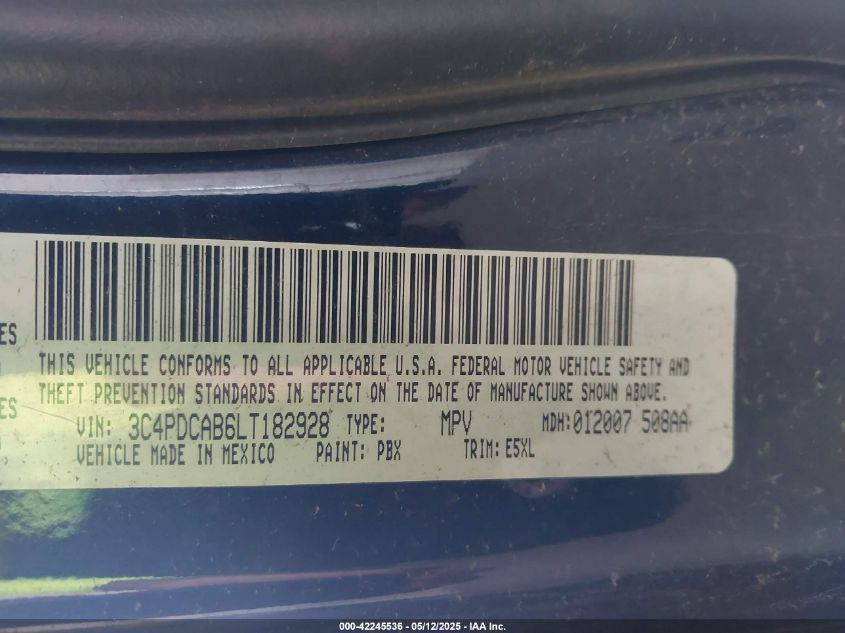 ES
THIS VEHICLE CONFORMS TO ALL APPLICABLE U.S.A. FEDERAL MOTOR VEHICLE SAFETY AND
THEFT PREVENTION STANDARDS IN EFFECT ON THE DATE OF MANUFACTURE SHOWN ABOVE.
ES
VIN: 3C4PDCAB6LT182928 TYPE: MPV MDH:012007 508AA
VEHICLE MADE IN MEXICO PAINT: PBX TRIM: E5XL
000-42245536 - 05/12/2025 - IAA Inc.